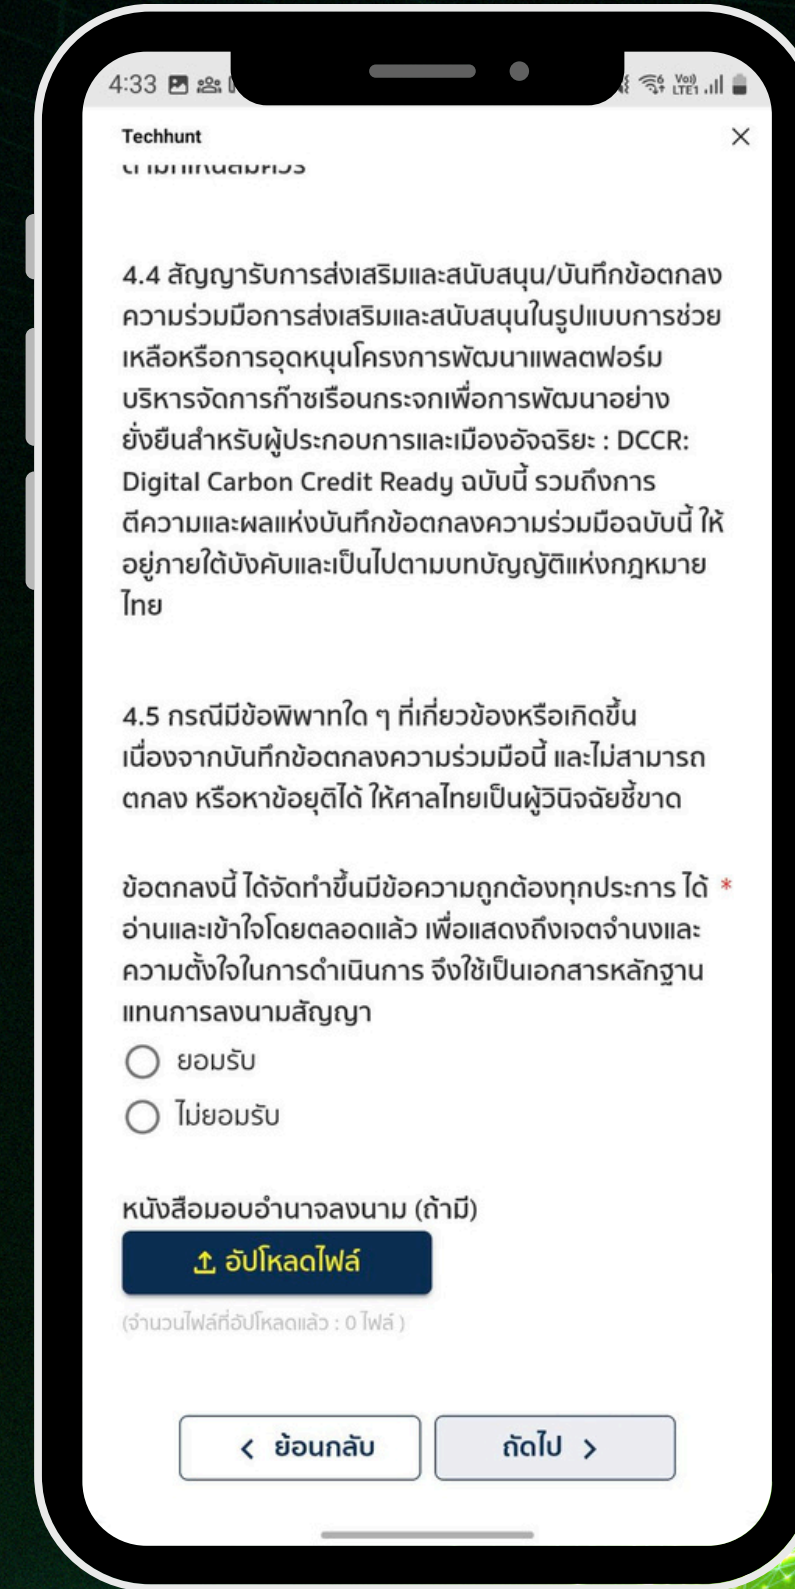 4:33
Vo))
LTE1
Techhunt
4.4 สัญญารับการส่งเสริมและสนับสนุน/บันทึกข้อตกลง
ความร่วมมือการส่งเสริมและสนับสนุนในรูปแบบการช่วย
เหลือหรือการอุดหนุนโครงการพัฒนาแพลตฟอร์ม
บริหารจัดการก๊าซเรือนกระจกเพื่อการพัฒนาอย่าง
ยั่งยืนสำหรับผู้ประกอบการและเมืองอัจฉริยะ : DCCR:
Digital Carbon Credit Ready ฉบับนี้ รวมถึงการ
ตีความและผลแห่งบันทึกข้อตกลงความร่วมมือฉบับนี้ ให้
อยู่ภายใต้บังคับและเป็นไปตามบทบัญญัติแห่งกฎหมาย
ไทย
4.5 กรณีมีข้อพิพาทใด ๆ ที่เกี่ยวข้องหรือเกิดขึ้น
เนื่องจากบันทึกข้อตกลงความร่วมมือนี้ และไม่สามารถ
ตกลง หรือหาข้อยุติได้ ให้ศาลไทยเป็นผู้วินิจฉัยชี้ขาด
ข้อตกลงนี้ ได้จัดทำขึ้นมีข้อความถูกต้องทุกประการ ได้ *
อ่านและเข้าใจโดยตลอดแล้ว เพื่อแสดงถึงเจตจำนงและ
ความตั้งใจในการดำเนินการ จึงใช้เป็นเอกสารหลักฐาน
แทนการลงนามสัญญา
ยอมรับ
ไม่ยอมรับ
หนังสือมอบอำนาจลงนาม (ถ้ามี)
อัปโหลดไฟล์
(จำนวนไฟล์ที่อัปโหลดแล้ว : 0 ไฟล์ )
< ย้อนกลับ
ถัดไป >